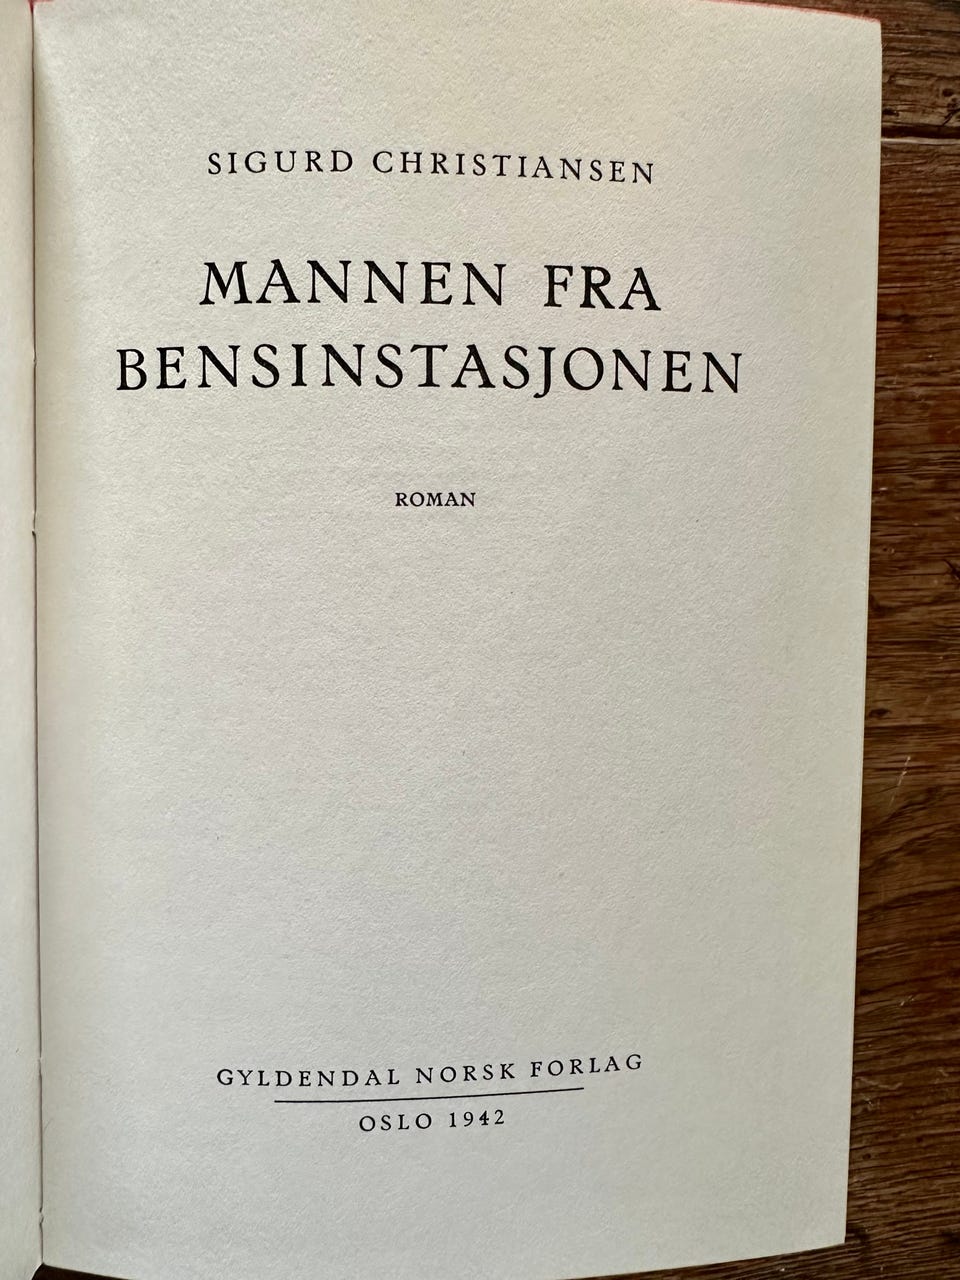 SIGURD CHRISTIANSEN
MANNEN FRA
BENSINSTASJONEN
ROMAN
GYLDENDAL NORSK FORLAG
OSLO 1942